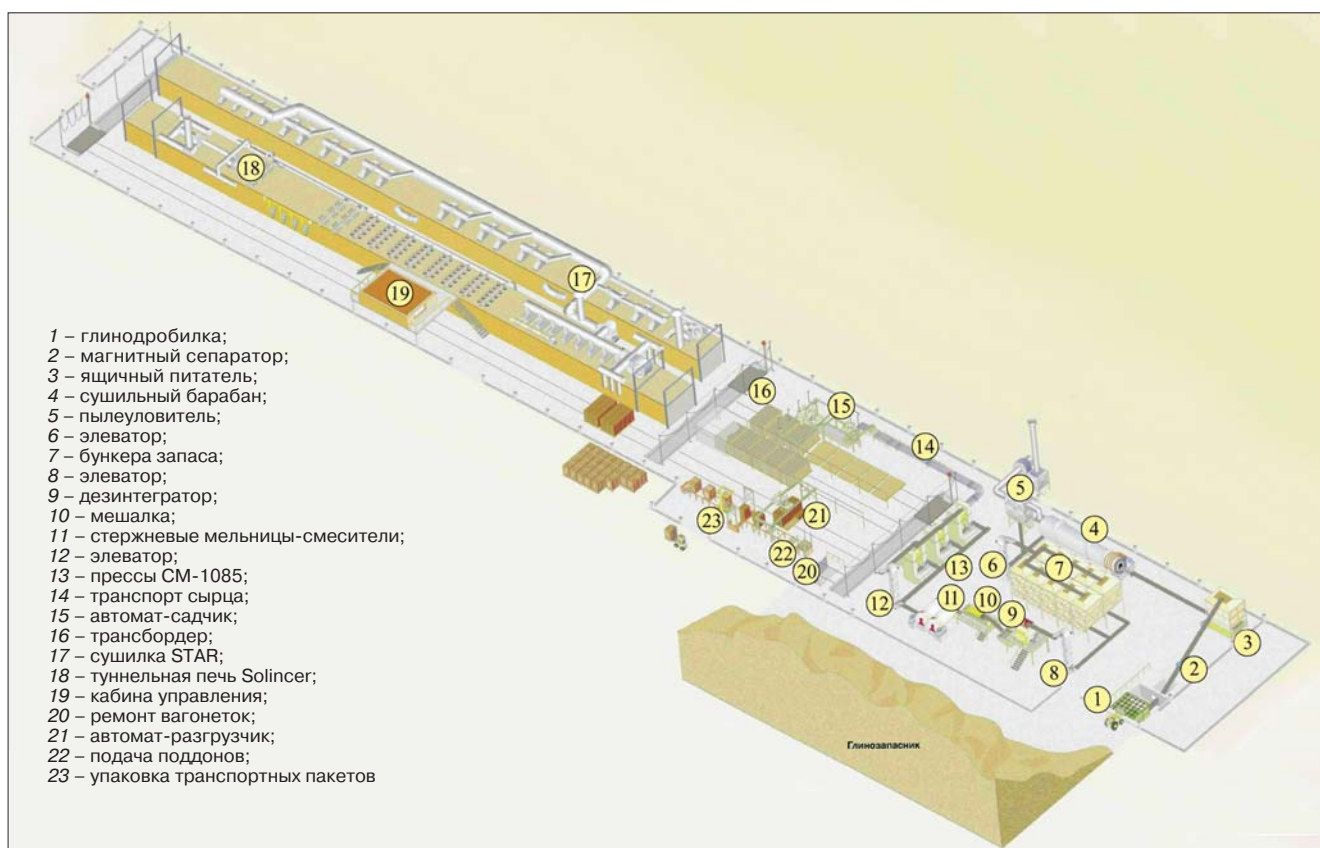 1 – глинодробилка;
2 – магнитный сепаратор;
3 – ящичный питатель;
4 – сушильный барабан;
5 – пылеуловитель;
6 – элеватор;
7 – бункера запаса;
8 – элеватор;
9 – дезинтегратор;
10 – мешалка;
11 – стержневые мельницы-смесители;
12 – элеватор;
13 – прессы СМ-1085;
14 – транспорт сырца;
15 – автомат-садчик;
16 – трансбордер;
17 – сушилка STAR;
18 – туннельная печь Solincer;
19 – кабина управления;
20 – ремонт вагонеток;
21 – автомат-разгрузчик;
22 – подача поддонов;
23 – упаковка транспортных пакетов
18
17
19
16
15
14
5
4
23
21
22
20
13
6
7
12
11
10
9
8
3
2
1
Глинозапасник